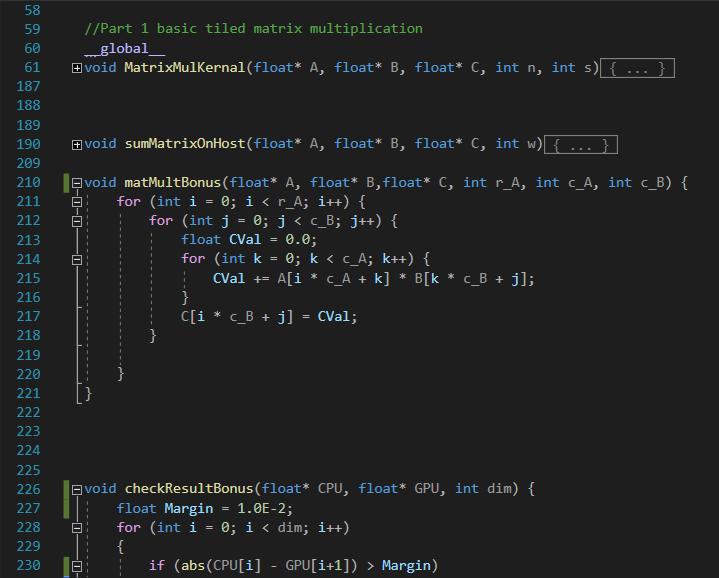 58
59 //Part 1 basic tiled matrix multiplication
60 __global__
61 void MatrixMulKernal(float* A, float* B, float* C, int n, int s){ ... }
187
188
189
190 void sumMatrixOnHost(float* A, float* B, float* C, int w){ ... }
209
210 void matMultBonus(float* A, float* B,float* C, int r_A, int c_A, int c_B) {
211 for (int i = 0; i < r_A; i++) {
212 for (int j = 0; j < c_B; j++) {
213 float CVal = 0.0;
214 for (int k = 0; k < c_A; k++) {
215 CVal += A[i * c_A + k] * B[k * c_B + j];
216 }
217 C[i * c_B + j] = CVal;
218 }
219
220 }
221 }
222
223
224
225
226 void checkResultBonus(float* CPU, float* GPU, int dim) {
227 float Margin = 1.0E-2;
228 for (int i = 0; i < dim; i++)
229 {
230 if (abs(CPU[i] - GPU[i+1]) > Margin)